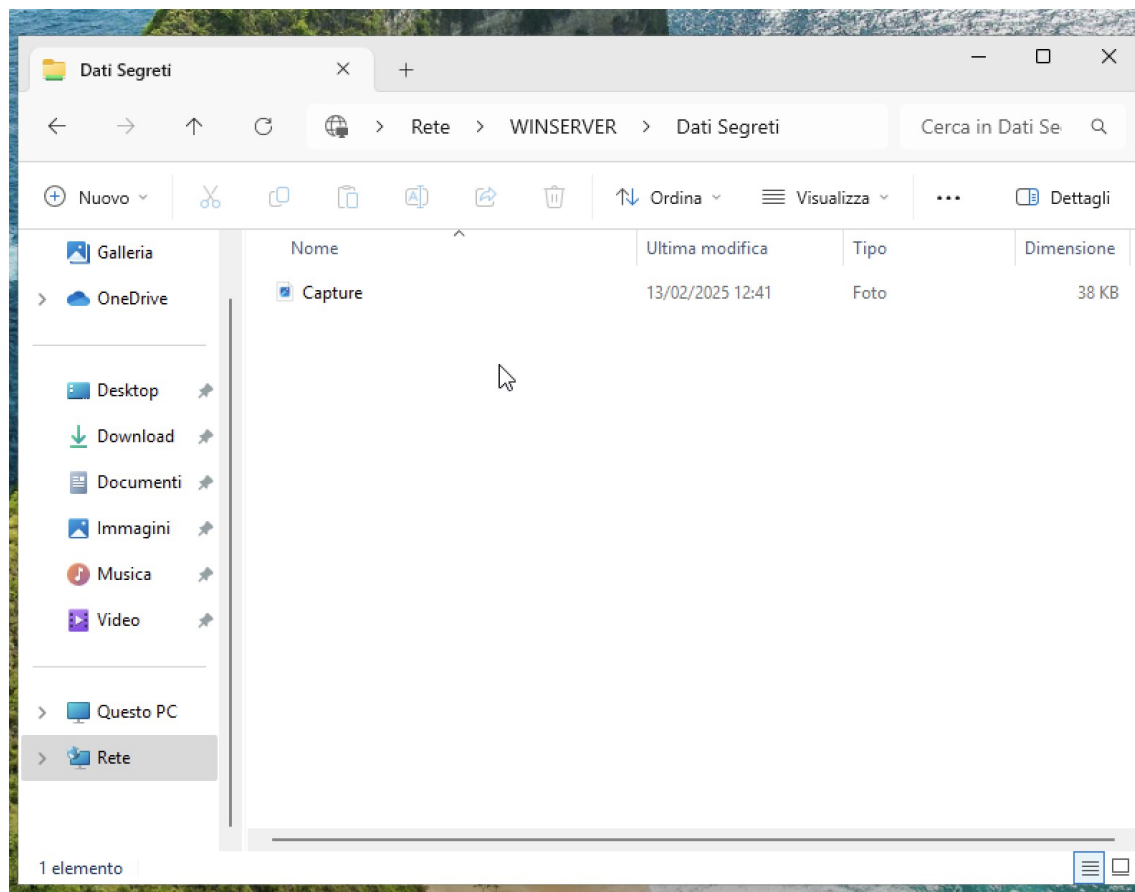 Dati Segreti
Rete > WINSERVER > Dati Segreti
Cerca in Dati Se
Nuovo
Ordina
Visualizza
Dettagli
Galleria
OneDrive
Desktop
Download
Documenti
Immagini
Musica
Video
Questo PC
Rete
Nome Ultima modifica Tipo Dimensione
Capture 13/02/2025 12:41 Foto 38 KB
1 elemento